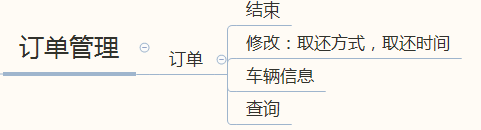 订单管理
订单
结束
修改：取还方式，取还时间
车辆信息
查询